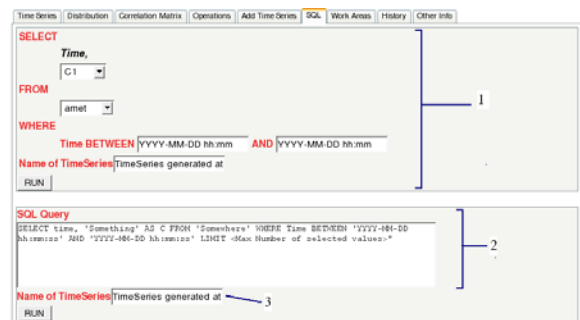 Time Series Distribution Correlation Matrix Operations Add Time Series SQL Work Areas History Other Info
SELECT
Time,
C1
FROM
amet
WHERE
Time BETWEEN YYYY-MM-DD hh:mm AND YYYY-MM-DD hh:mm
Name of TimeSeries TimeSeries generated at
RUN
1
SQL Query
SELECT time, 'Something' AS C FROM 'Somewhere' WHERE Time BETWEEN 'YYYY-MM-DD
hh:mm:ss' AND 'YYYY-MM-DD hh:mm:ss' LIMIT <Max Number of selected values>"
2
Name of TimeSeries TimeSeries generated at
3
RUN